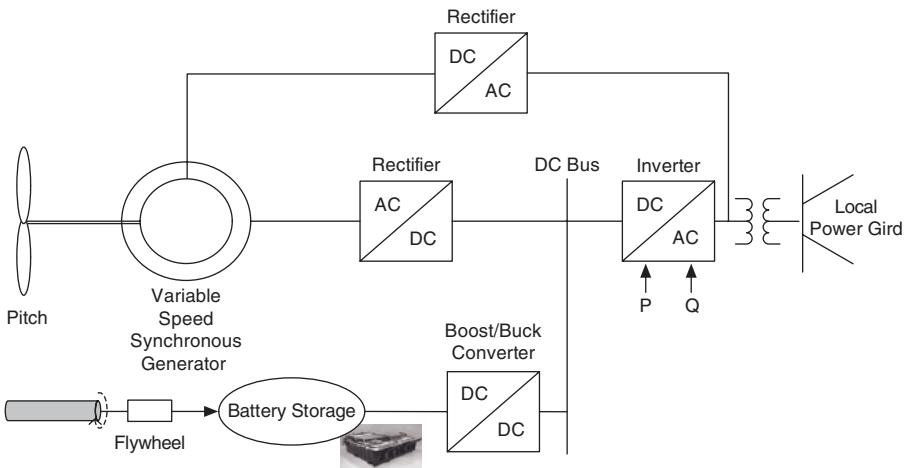 Rectifier
DC
AC
Rectifier
AC
DC
DC Bus
Inverter
DC
AC
P
Q
Local
Power Gird
Pitch
Variable
Speed
Synchronous
Generator
Boost/Buck
Converter
DC
DC
Battery Storage
Flywheel